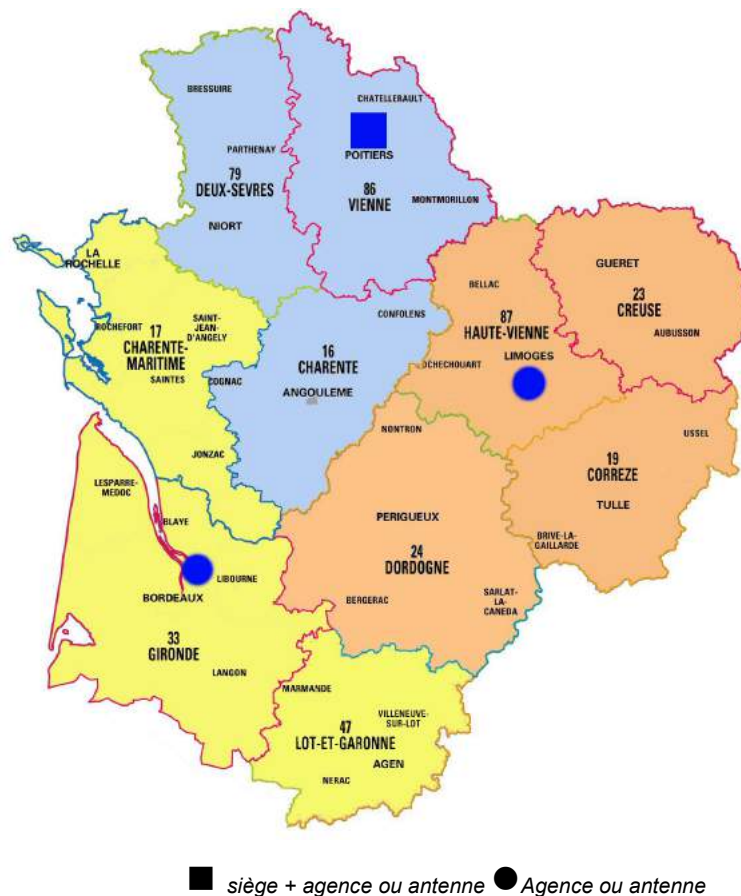 BRESSUIRE
CHATELLERAULT
PARTHENAY
POITIERS
79
DEUX-SEVRES
86
VIENNE
MONTMORILLON
NIORT
LA
ROCHELLE
GUERET
BELLAC
23
CREUSE
87
HAUTE-VIENNE
CONFOLENS
ROCHEFORT
17
CHARENTE-
MARITIME
SAINT-
JEAN-
D'ANGELY
AUBUSSON
16
CHARENTE
LIMOGES
OCHECHOUART
SAINTES
COGNAC
ANGOULEME
NONTRON
USSEL
JONZAC
19
CORREZE
LESPARRE-
MEDOC
TULLE
PERIGUEUX
BLAYE
BRIVE-LA-
GAILLARDE
24
DORDOGNE
LIBOURNE
BORDEAUX
BERGERAC
SARLAT-
LA-
CANEDA
33
GIRONDE
LANGON
MARMANDE
VILLENEUVE-
SUR-LOT
47
LOT-ET-GARONNE
AGEN
NERAC
siège + agence ou antenne
Agence ou antenne